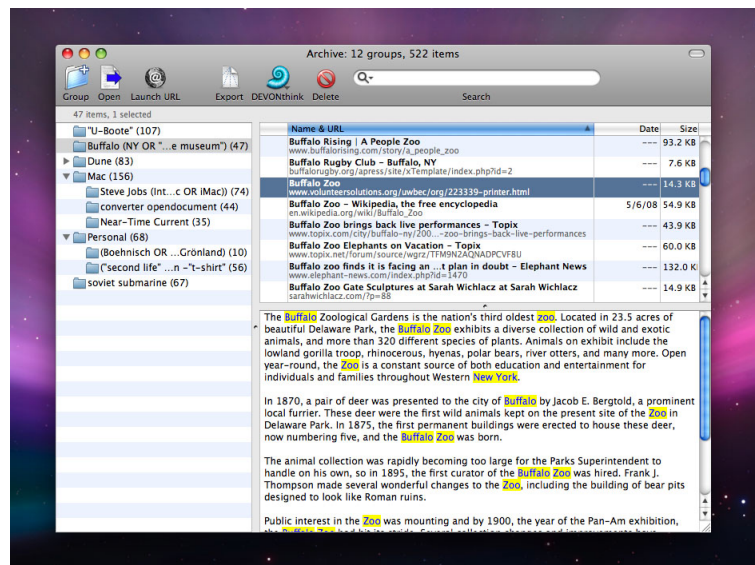 Archive: 12 groups, 522 items
Group Open Launch URL Export DEVONthink Delete Search
47 items, 1 selected
"U-Boote" (107)
Buffalo (NY OR "...e museum") (47)
Dune (83)
Mac (156)
Steve Jobs (Int...C OR iMac)) (74)
converter opendocument (44)
Near-Time Current (35)
Personal (68)
(Boehnisch OR ...Grönland) (10)
("second life" ...n -"t-shirt" (56)
soviet submarine (67)
Name & URL Date Size
Buffalo Rising | A People Zoo --- 93.2 KB
www.buffalorising.com/story/a_people_zoo
Buffalo Rugby Club – Buffalo, NY --- 7.6 KB
buffalorugby.org/apress/site/xTemplate/index.php?id=2
Buffalo Zoo --- 14.3 KB
www.volunteersolutions.org/uwbec/org/223339-printer.html
Buffalo Zoo – Wikipedia, the free encyclopedia 5/6/08 54.9 KB
en.wikipedia.org/wiki/Buffalo_Zoo
Buffalo Zoo brings back live performances – Topix --- 43.9 KB
www.topix.com/city/buffalo-ny/200...-zoo-brings-back-live-performances
Buffalo Zoo Elephants on Vacation – Topix --- 60.0 KB
www.topix.net/forum/source/wgrz/TFM9N2AQNADPCVF8U
Buffalo zoo finds it is facing an ...t plan in doubt – Elephant News --- 132.0 K
www.elephant-news.com/index.php?id=1470
Buffalo Zoo Gate Sculptures at Sarah Wichlacz at Sarah Wichlacz --- 14.9 KB
sarahwichlacz.com/?p=88
The Buffalo Zoological Gardens is the nation's third oldest zoo. Located in 23.5 acres of
beautiful Delaware Park, the Buffalo Zoo exhibits a diverse collection of wild and exotic
animals, and more than 320 different species of plants. Animals on exhibit include the
lowland gorilla troop, rhinocerous, hyenas, polar bears, river otters, and many more. Open
year-round, the Zoo is a constant source of both education and entertainment for
individuals and families throughout Western New York.
In 1870, a pair of deer was presented to the city of Buffalo by Jacob E. Bergtold, a prominent
local furrier. These deer were the first wild animals kept on the present site of the Zoo in
Delaware Park. In 1875, the first permanent buildings were erected to house these deer,
now numbering five, and the Buffalo Zoo was born.
The animal collection was rapidly becoming too large for the Parks Superintendent to
handle on his own, so in 1895, the first curator of the Buffalo Zoo was hired. Frank J.
Thompson made several wonderful changes to the Zoo, including the building of bear pits
designed to look like Roman ruins.
Public interest in the Zoo was mounting and by 1900, the year of the Pan-Am exhibition,